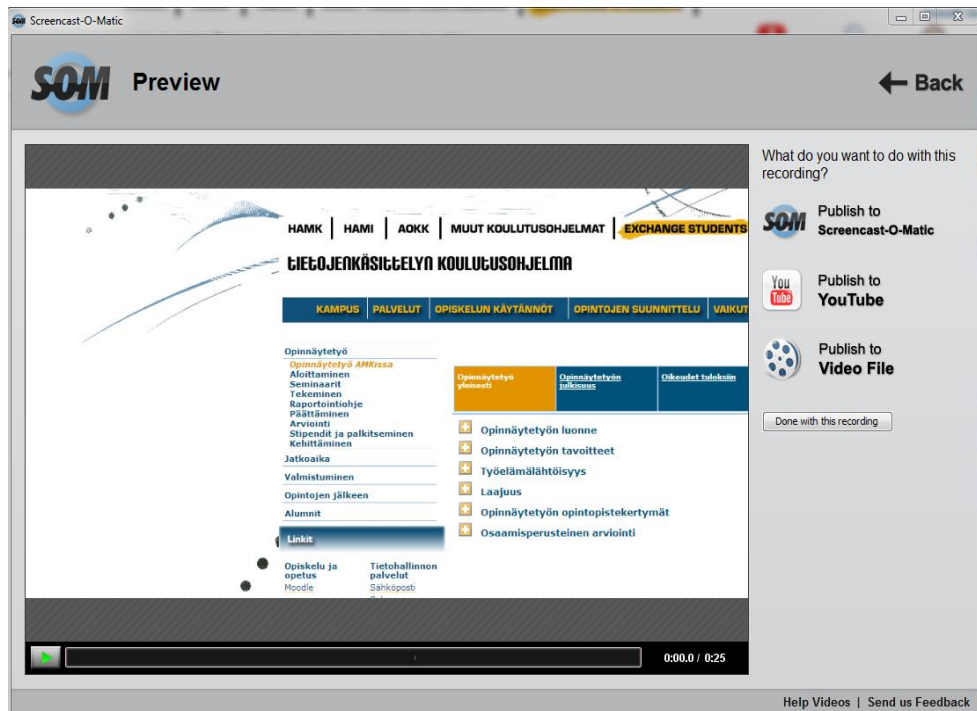 Screencast-O-Matic
SOM Preview
Back
What do you want to do with this
recording?
SOM Publish to
Screencast-O-Matic
You Tube Publish to
YouTube
Publish to
Video File
Done with this recording
HAMK | HAMI | AOKK | MUUT KOULUTUSOHJELMAT | EXCHANGE STUDENTS
TIETOJENKÄSITTELYN KOULUTUSOHJELMA
KAMPUS | PALVELUT | OPISKELUN KÄYTÄNNÖT | OPINTOJEN SUUNNITTELU | VAIKUT
Opinnäytetyö
Opinnäytetyö AMKissa
Aloittaminen
Seminaarit
Tekeminen
Raportointiohje
Päättäminen
Arviointi
Stipendit ja palkitseminen
Kehittäminen
Jatkoaika
Valmistuminen
Opintojen jälkeen
Alumnit
Linkit
Opiskelu ja
opetus
Moodle
Tietohallinnon
palvelut
Sähköposti
Opinnäytetyö
yleisesti
Opinnäytetyön
julkisuus
Oikeudet tuloksiin
Opinnäytetyön luonne
Opinnäytetyön tavoitteet
Työelämälähtöisyys
Laajuus
Opinnäytetyön opintopistekertymät
Osaamisperusteinen arviointi
0:00.0 / 0:25
Help Videos | Send us Feedback